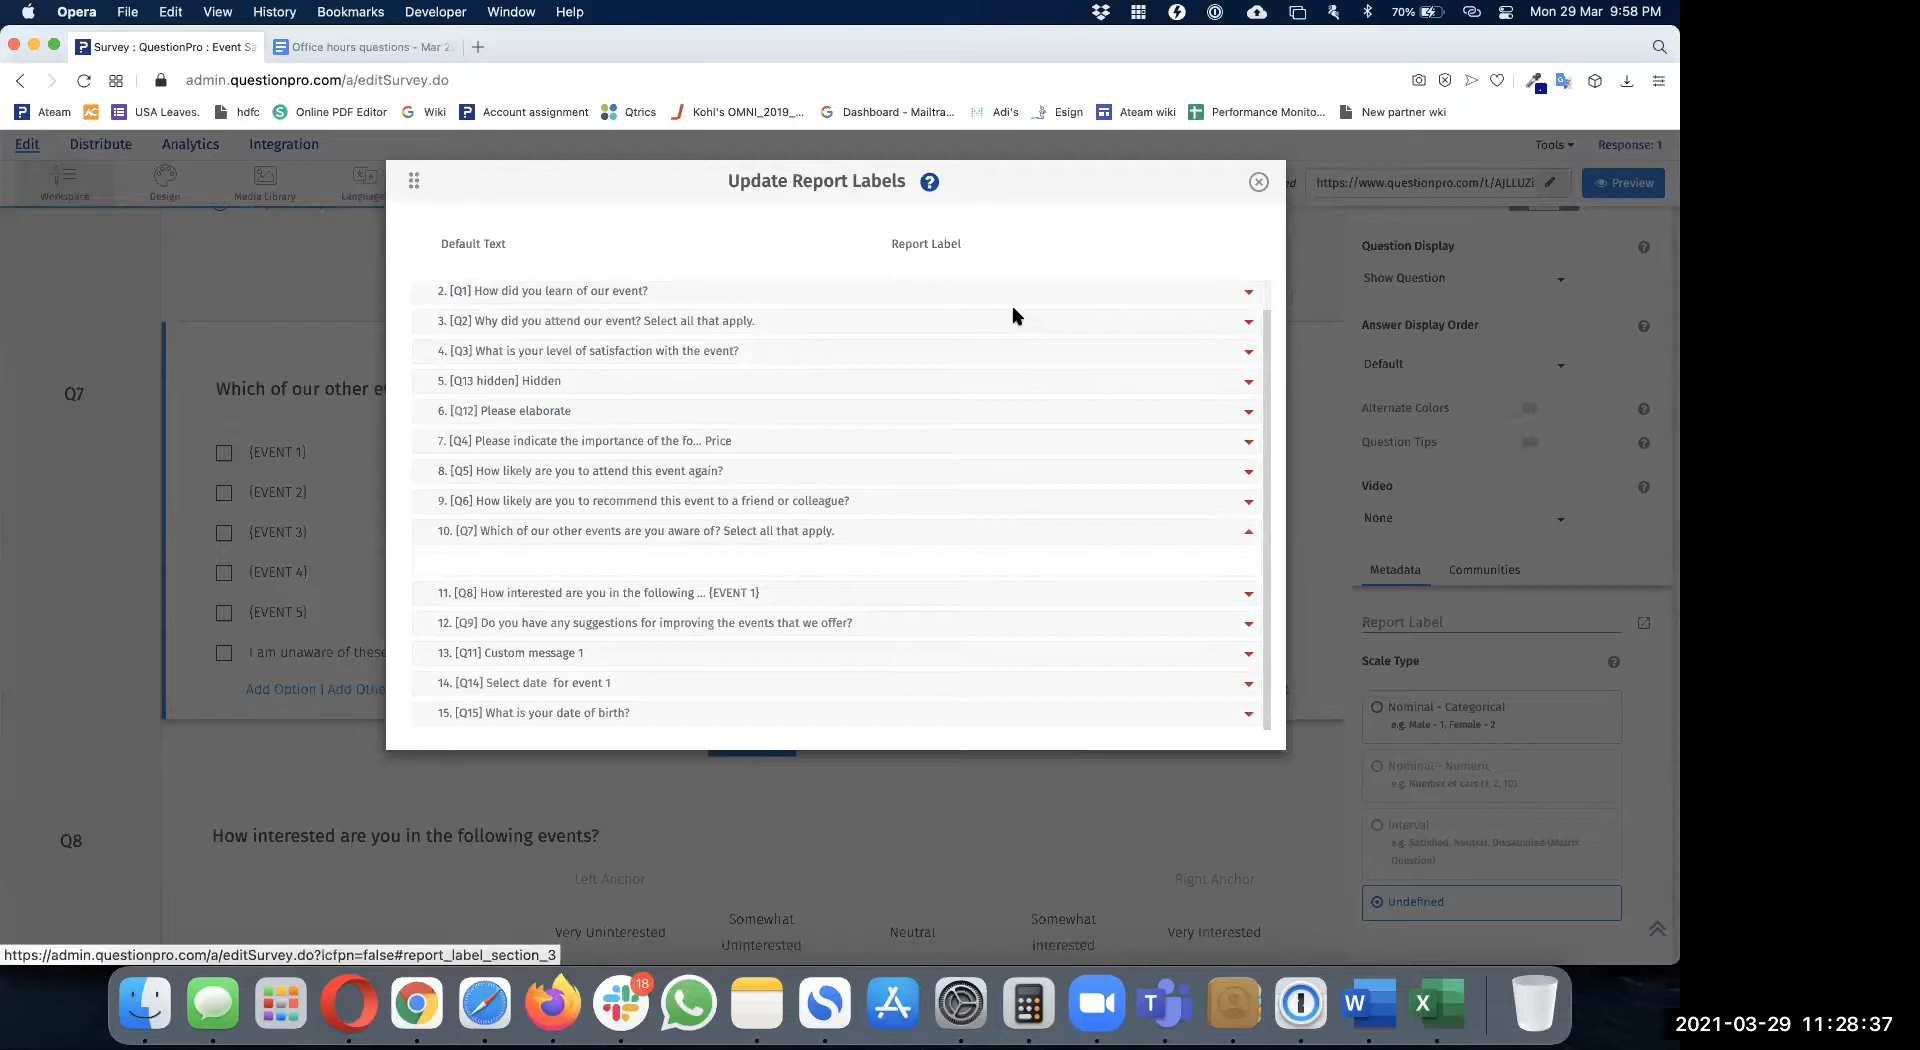 Opera File Edit View History Bookmarks Developer Window Help 70% Mon 29 Mar 9:58 PM
Survey : QuestionPro : Event Sa
Office hours questions - Mar 2
admin.questionpro.com/a/editSurvey.do
Ateam USA Leaves. hdfc Online PDF Editor Wiki Account assignment Qtrics Kohl's OMNI_2019_... Dashboard - Mailtra... Adi's Esign Ateam wiki Performance Monito... New partner wki
Edit Distribute Analytics Integration Tools Response: 1
Workspace Design Media Library Language
https://www.questionpro.com/t/AJLLUZi Preview
Update Report Labels ?
Default Text Report Label
2. [Q1] How did you learn of our event?
3. [Q2] Why did you attend our event? Select all that apply.
4. [Q3] What is your level of satisfaction with the event?
5. [Q13 hidden] Hidden
6. [Q12] Please elaborate
7. [Q4] Please indicate the importance of the fo... Price
8. [Q5] How likely are you to attend this event again?
9. [Q6] How likely are you to recommend this event to a friend or colleague?
10. [Q7] Which of our other events are you aware of? Select all that apply.
11. [Q8] How interested are you in the following ... {EVENT 1}
12. [Q9] Do you have any suggestions for improving the events that we offer?
13. [Q11] Custom message 1
14. [Q14] Select date for event 1
15. [Q15] What is your date of birth?
Q7 Which of our other e
{EVENT 1}
{EVENT 2}
{EVENT 3}
{EVENT 4}
{EVENT 5}
I am unaware of these
Add Option | Add Othe
Question Display
Show Question
Answer Display Order
Default
Alternate Colors
Question Tips
Video
None
Metadata Communities
Report Label
Scale Type
Nominal - Categorical
e.g. Male - 1, Female - 2
Nominal - Numeric
e.g. Number of cars (1, 2, 10)
Interval
e.g. Satisfied, Neutral, Dissatisfied (Matrix
Question)
Undefined
Q8 How interested are you in the following events?
Left Anchor Right Anchor
Very Uninterested
Somewhat
Uninterested
Neutral
Somewhat
Interested
Very Interested
https://admin.questionpro.com/a/editSurvey.do?icfpn=false#report_label_section_3
18
2021-03-29 11:28:37